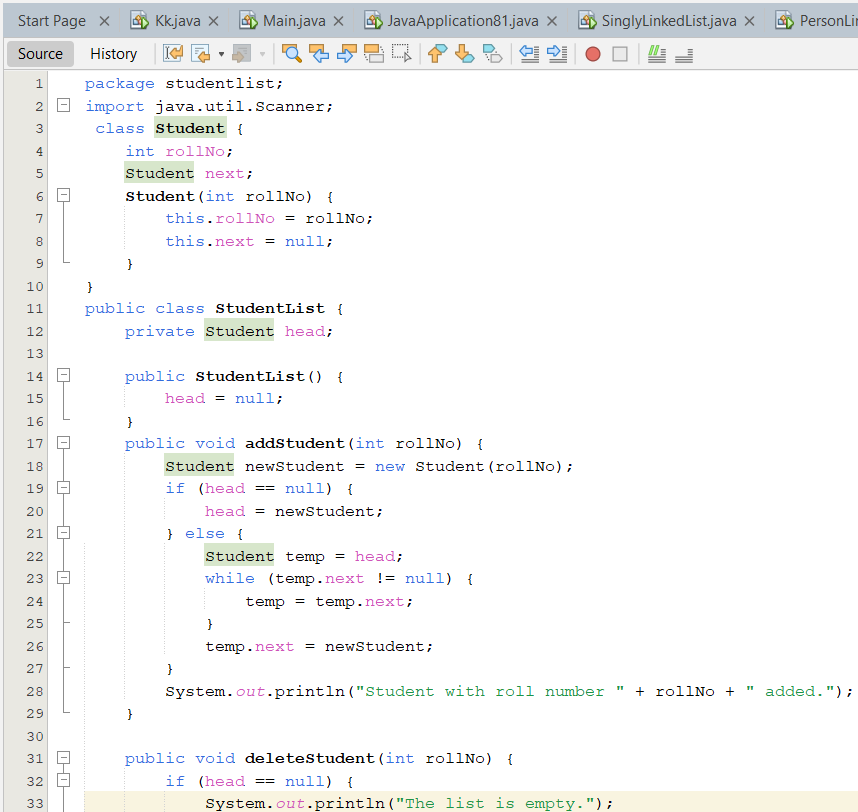 Start Page Kk.java Main.java JavaApplication81.java SinglyLinkedList.java PersonLin
Source History
1 package studentlist;
2 import java.util.Scanner;
3 class Student {
4 int rollNo;
5 Student next;
6 Student(int rollNo) {
7 this.rollNo = rollNo;
8 this.next = null;
9 }
10 }
11 public class StudentList {
12 private Student head;
13
14 public StudentList() {
15 head = null;
16 }
17 public void addStudent(int rollNo) {
18 Student newStudent = new Student(rollNo);
19 if (head == null) {
20 head = newStudent;
21 } else {
22 Student temp = head;
23 while (temp.next != null) {
24 temp = temp.next;
25 }
26 temp.next = newStudent;
27 }
28 System.out.println("Student with roll number " + rollNo + " added.");
29 }
30
31 public void deleteStudent(int rollNo) {
32 if (head == null) {
33 System.out.println("The list is empty.");